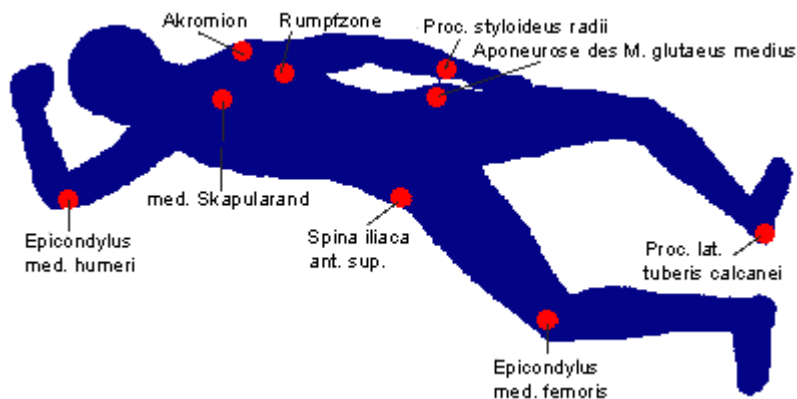 Akromion
Rumpfzone
Proc. styloideus radii
Aponeurose des M. glutaeus medius
med. Skapularand
Epicondylus
med. humeri
Spina iliaca
ant. sup.
Proc. lat.
tuberis calcanei
Epicondylus
med. femoris